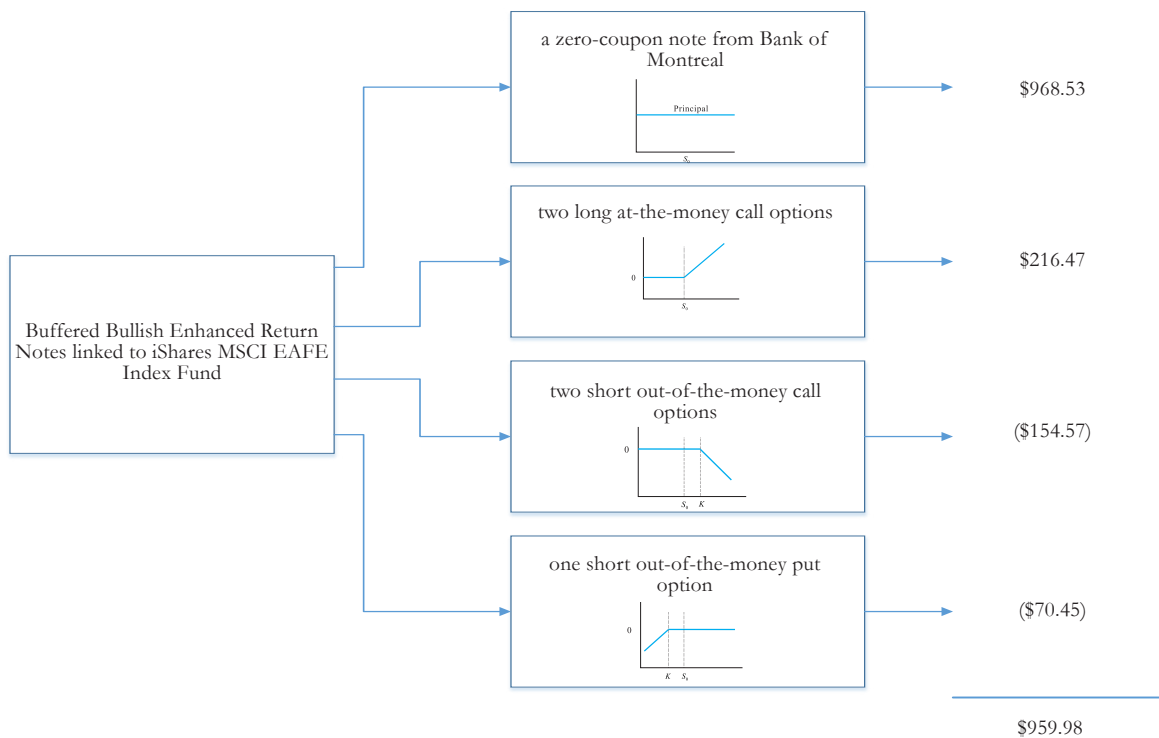 a zero-coupon note from Bank of
Montreal
Principal
S₀
$968.53
two long at-the-money call options
0
S₀
$216.47
Buffered Bullish Enhanced Return
Notes linked to iShares MSCI EAFE
Index Fund
two short out-of-the-money call
options
0
S₀ K
($154.57)
one short out-of-the-money put
option
0
K S₀
($70.45)
$959.98